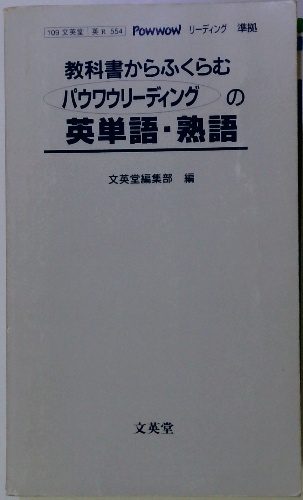 109 文英堂 英R 554 POWWOW リーディング 準拠
教科書からふくらむ
パウワウリーディング の
英単語・熟語
文英堂編集部 編
文英堂